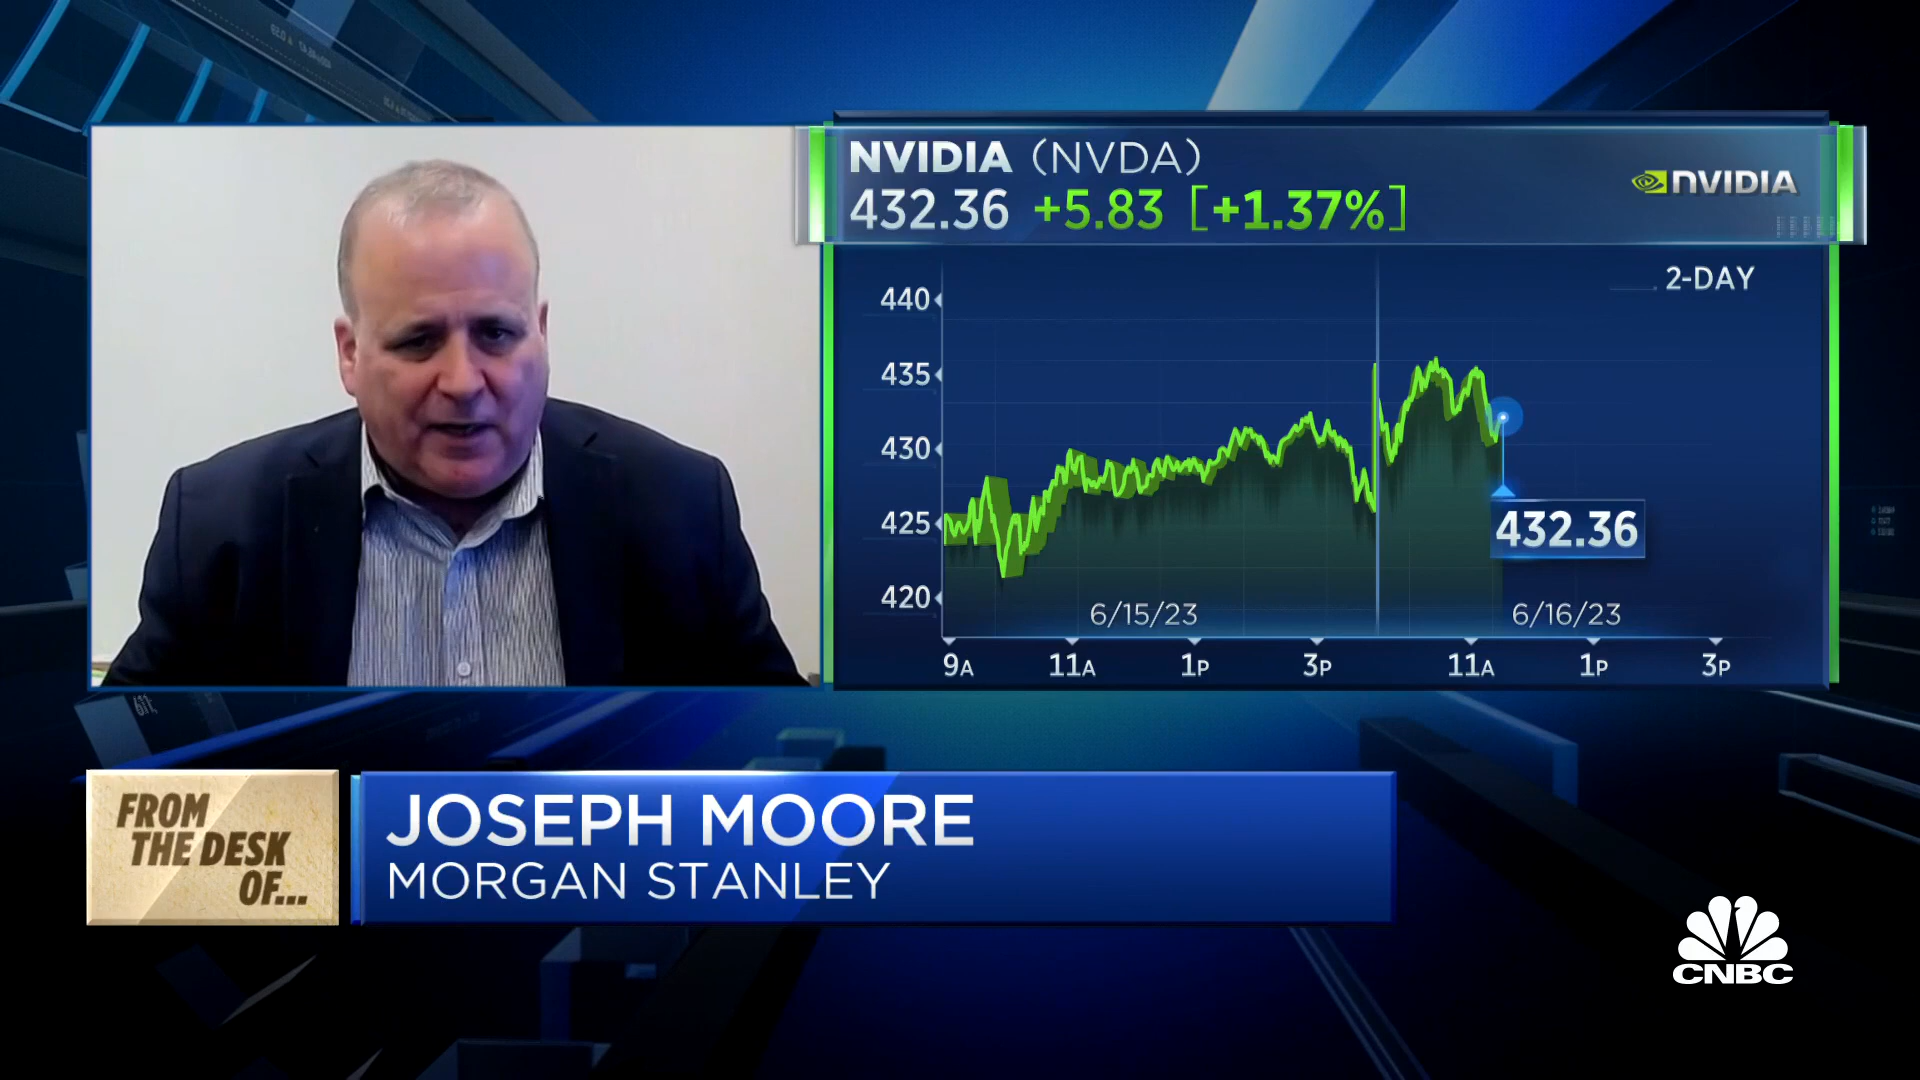 NVIDIA (NVDA)
432.36 +5.83 [+1.37%]
NVIDIA
2-DAY
440
435
430
425
420
432.36
6/15/23
6/16/23
9A
11A
1P
3P
11A
1P
3P
FROM
THE DESK
OF...
JOSEPH MOORE
MORGAN STANLEY
CNBC